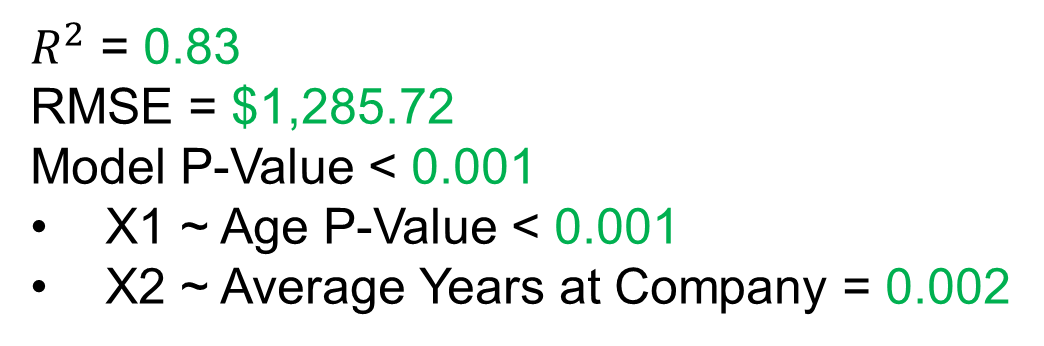 R² = 0.83
RMSE = $1,285.72
Model P-Value < 0.001
• X1 ~ Age P-Value < 0.001
• X2 ~ Average Years at Company = 0.002